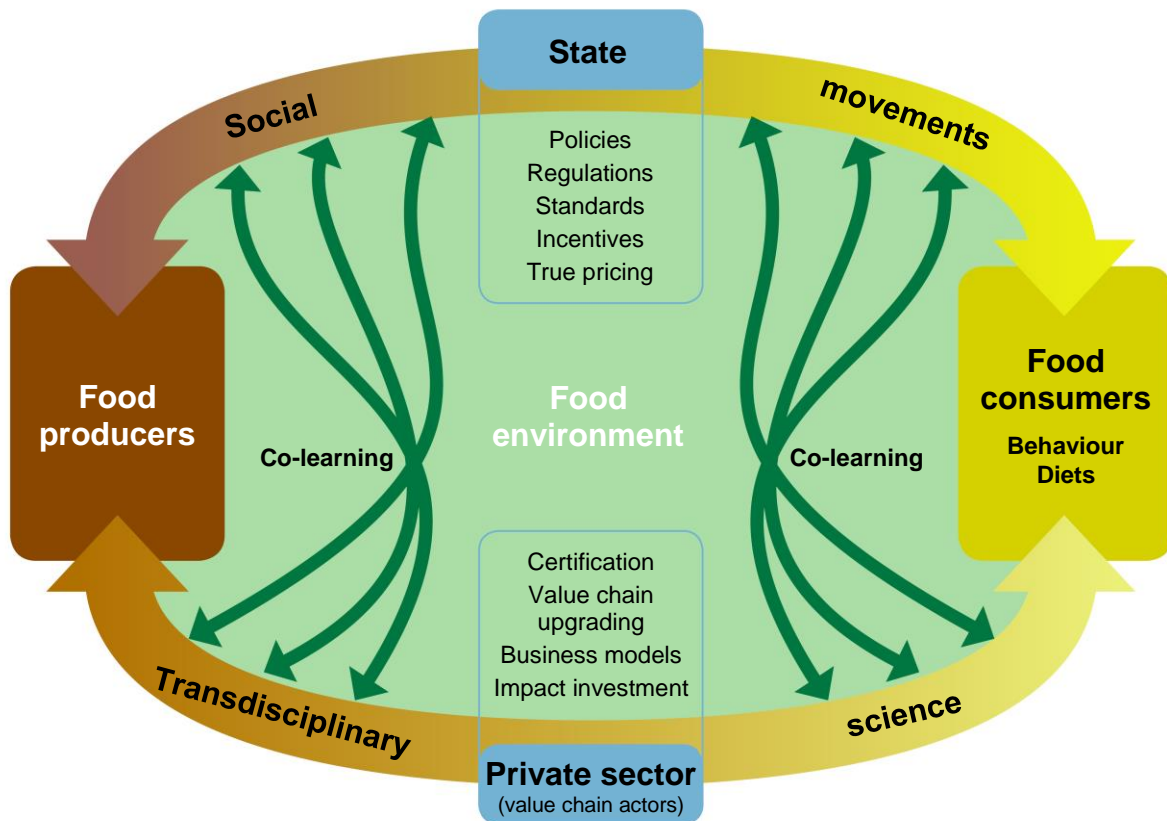 State
Social
movements
Policies
Regulations
Standards
Incentives
True pricing
Food
producers
Food
environment
Food
consumers
Behaviour
Diets
Co-learning
Co-learning
Certification
Value chain
upgrading
Business models
Impact investment
Transdisciplinary
science
Private sector
(value chain actors)